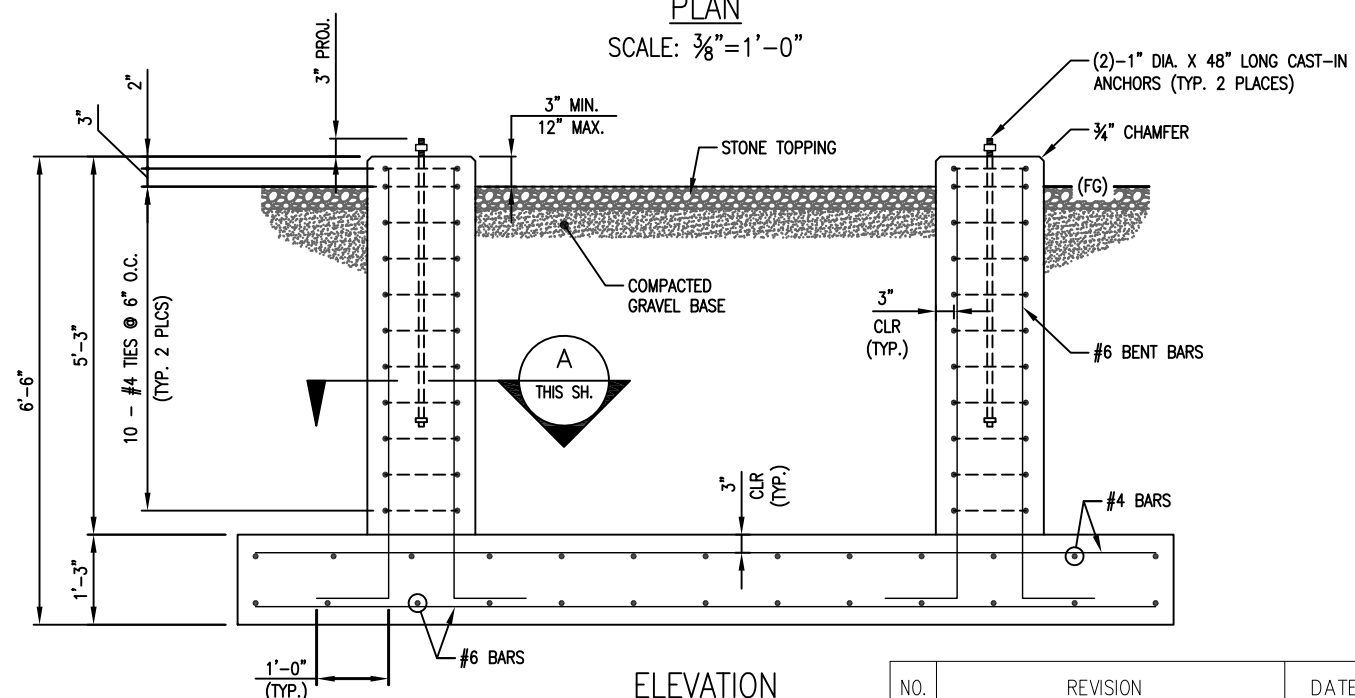 PLAN
SCALE: 3/8"=1'-0"
3" PROJ.
2"
3"
3" MIN.
12" MAX.
(2)-1" DIA. X 48" LONG CAST-IN
ANCHORS (TYP. 2 PLACES)
3/4" CHAMFER
STONE TOPPING
(FG)
COMPACTED
GRAVEL BASE
3"
CLR
(TYP.)
#6 BENT BARS
A
THIS SH.
6'-6"
5'-3"
10 - #4 TIES @ 6" O.C.
(TYP. 2 PLCS)
3"
CLR
(TYP.)
#4 BARS
1'-3"
1'-0"
(TYP.)
#6 BARS
ELEVATION
NO. REVISION DATE